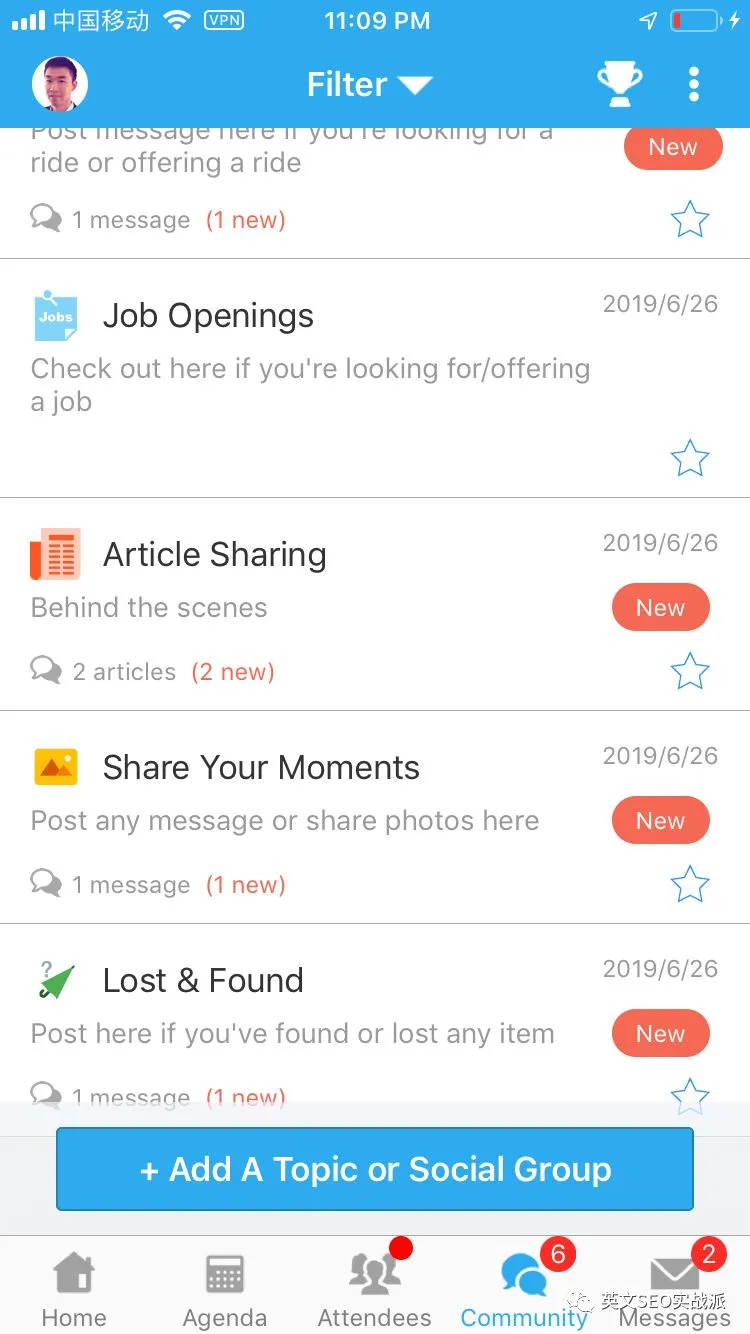 中国移动 VPN 11:09 PM
Filter
Post message here if you're looking for a
ride or offering a ride
New
1 message (1 new)
Jobs
Job Openings
2019/6/26
Check out here if you're looking for/offering
a job
Article Sharing
2019/6/26
Behind the scenes
New
2 articles (2 new)
Share Your Moments
2019/6/26
Post any message or share photos here
New
1 message (1 new)
?
Lost & Found
2019/6/26
Post here if you've found or lost any item
New
1 message (1 new)
+ Add A Topic or Social Group
6
2
英文SEO实战派
Home
Agenda
Attendees
Community
Messages